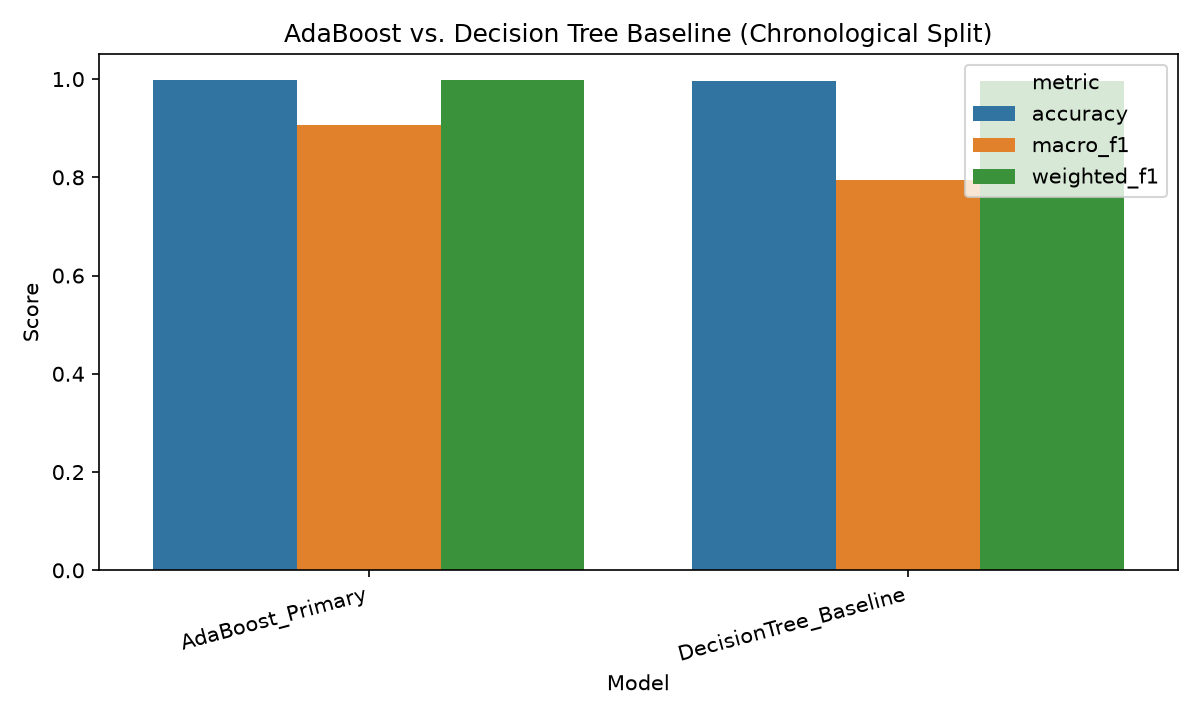 AdaBoost vs. Decision Tree Baseline (Chronological Split)
metric
accuracy
macro_f1
weighted_f1
1.0
0.8
0.6
0.4
0.2
0.0
Score
AdaBoost_Primary
DecisionTree_Baseline
Model